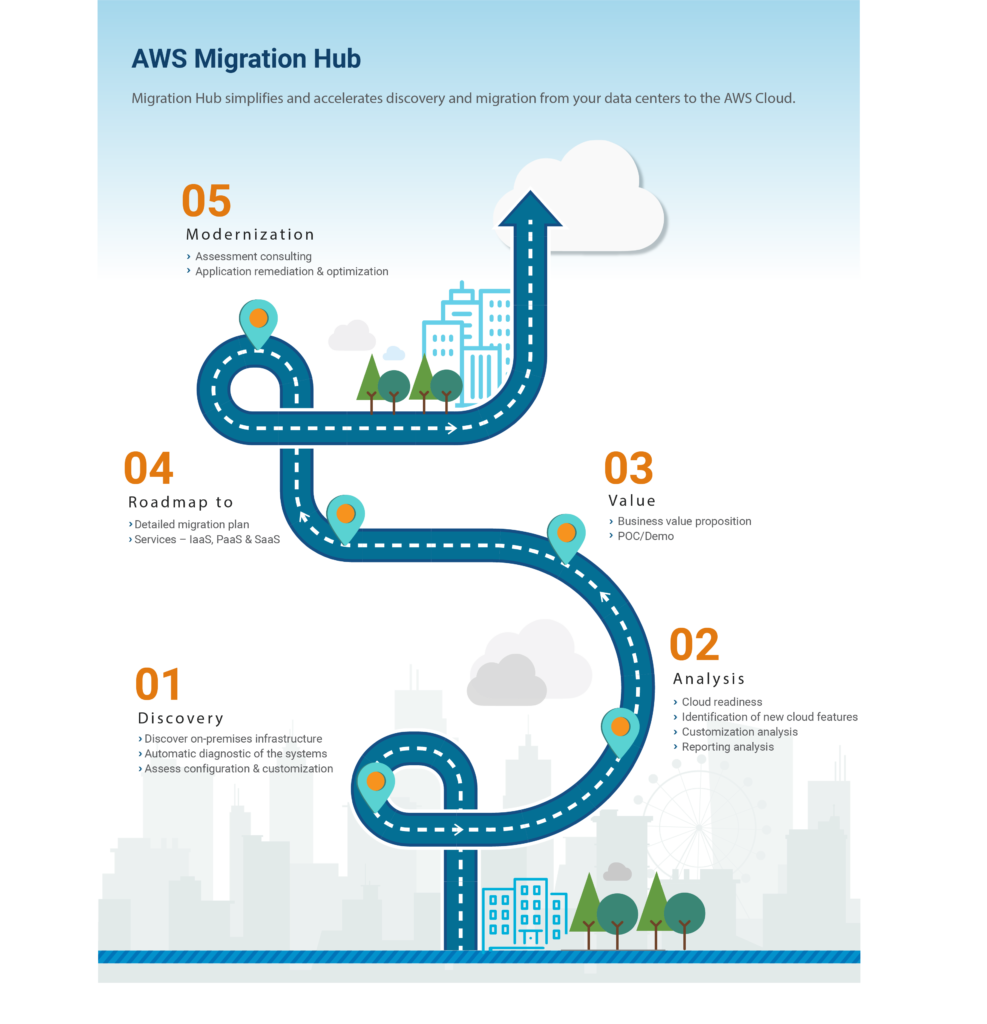 AWS Migration Hub
Migration Hub simplifies and accelerates discovery and migration from your data centers to the AWS Cloud.
05
Modernization
› Assessment consulting
› Application remediation & optimization
04
Roadmap to
› Detailed migration plan
› Services – IaaS, PaaS & SaaS
03
Value
› Business value proposition
› POC/Demo
02
Analysis
› Cloud readiness
› Identification of new cloud features
› Customization analysis
› Reporting analysis
01
Discovery
› Discover on-premises infrastructure
› Automatic diagnostic of the systems
› Assess configuration & customization